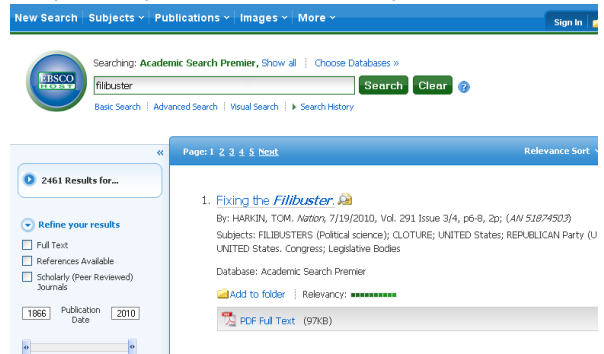 New Search Subjects Publications Images More
Sign In
EBSCO
HOST
Searching: Academic Search Premier, Show all Choose Databases »
filibuster
Search Clear ?
Basic Search Advanced Search Visual Search Search History
«
Page: 1 2 3 4 5 Next
Relevance Sort
2461 Results for...
Refine your results
Full Text
References Available
Scholarly (Peer Reviewed)
Journals
1866 Publication Date 2010
1. Fixing the Filibuster.
By: HARKIN, TOM. Nation, 7/19/2010, Vol. 291 Issue 3/4, p6-8, 2p; (AN 51874503)
Subjects: FILIBUSTERS (Political science); CLOTURE; UNITED States; REPUBLICAN Party (U
UNITED States. Congress; Legislative Bodies
Database: Academic Search Premier
Add to folder Relevancy:
PDF Full Text (97KB)